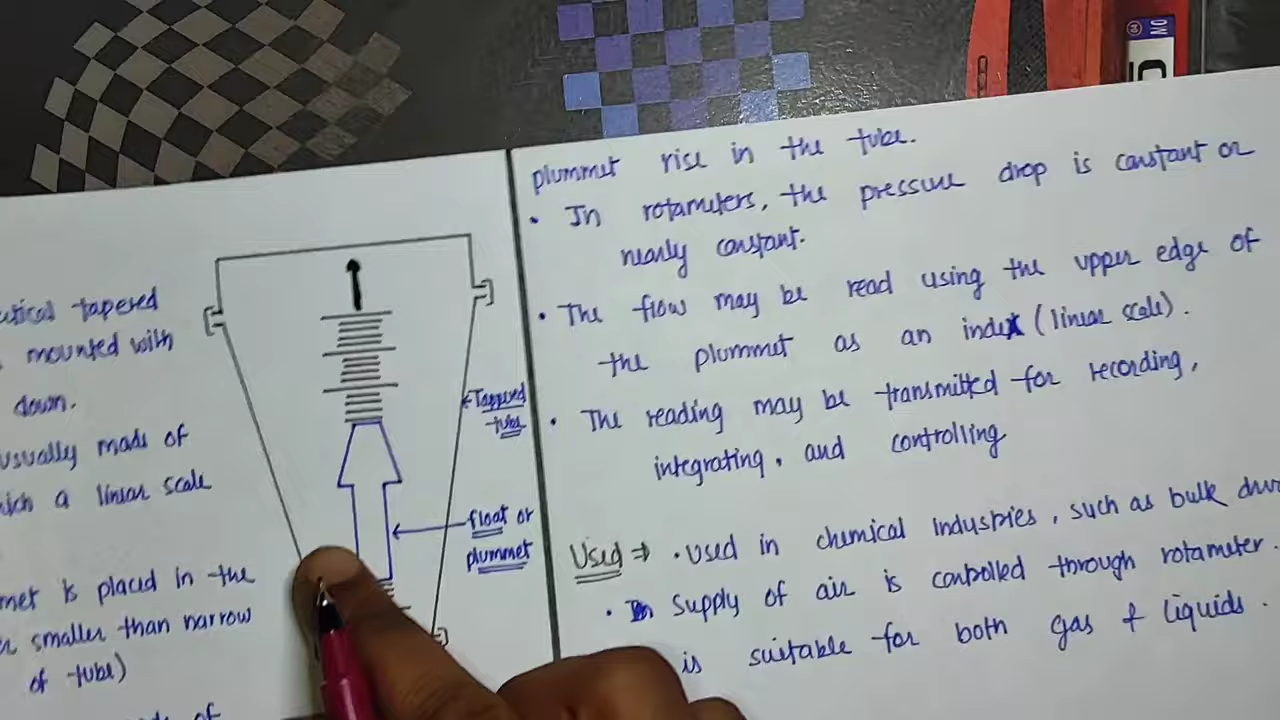 tapered
mounted with
down.
usually made of
a linear scale
is placed in the
smaller than narrow
of tube)
of
Tappered
tube
float or
plummet
plummet rise in the tube.
• In rotameters, the pressure drop is constant or
nearly constant.
• The flow may be read using the upper edge of
the plummet as an index (linear scale).
• The reading may be transmitted for recording,
integrating, and controlling
Used ⇒ • Used in chemical industries, such as bulk
• Supply of air is controlled through rotameter.
is suitable for both gas & liquids.